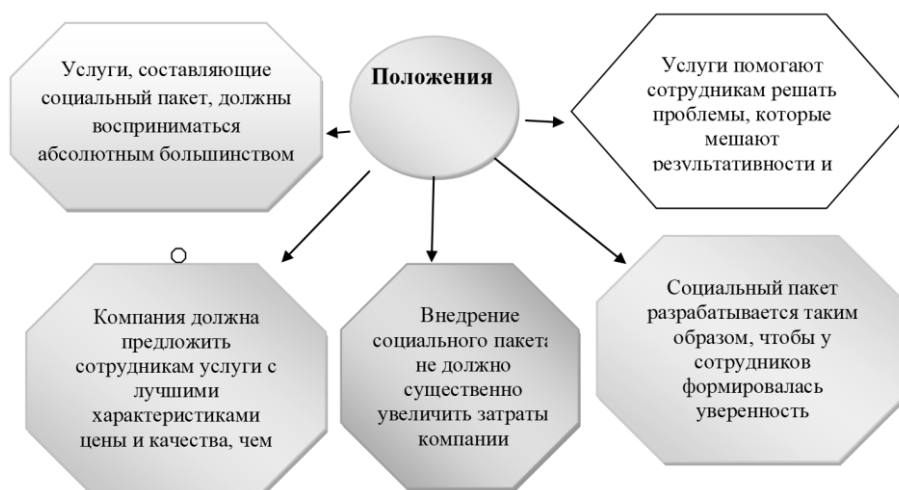 Положения
Услуги, составляющие
социальный пакет, должны
восприниматься
абсолютным большинством
Услуги помогают
сотрудникам решать
проблемы, которые
мешают
результативности и
Компания должна
предложить
сотрудникам услуги с
лучшими
характеристиками
цены и качества, чем
Внедрение
социального пакета
не должно
существенно
увеличить затраты
компании
Социальный пакет
разрабатывается таким
образом, чтобы у
сотрудников
формировалась
уверенность